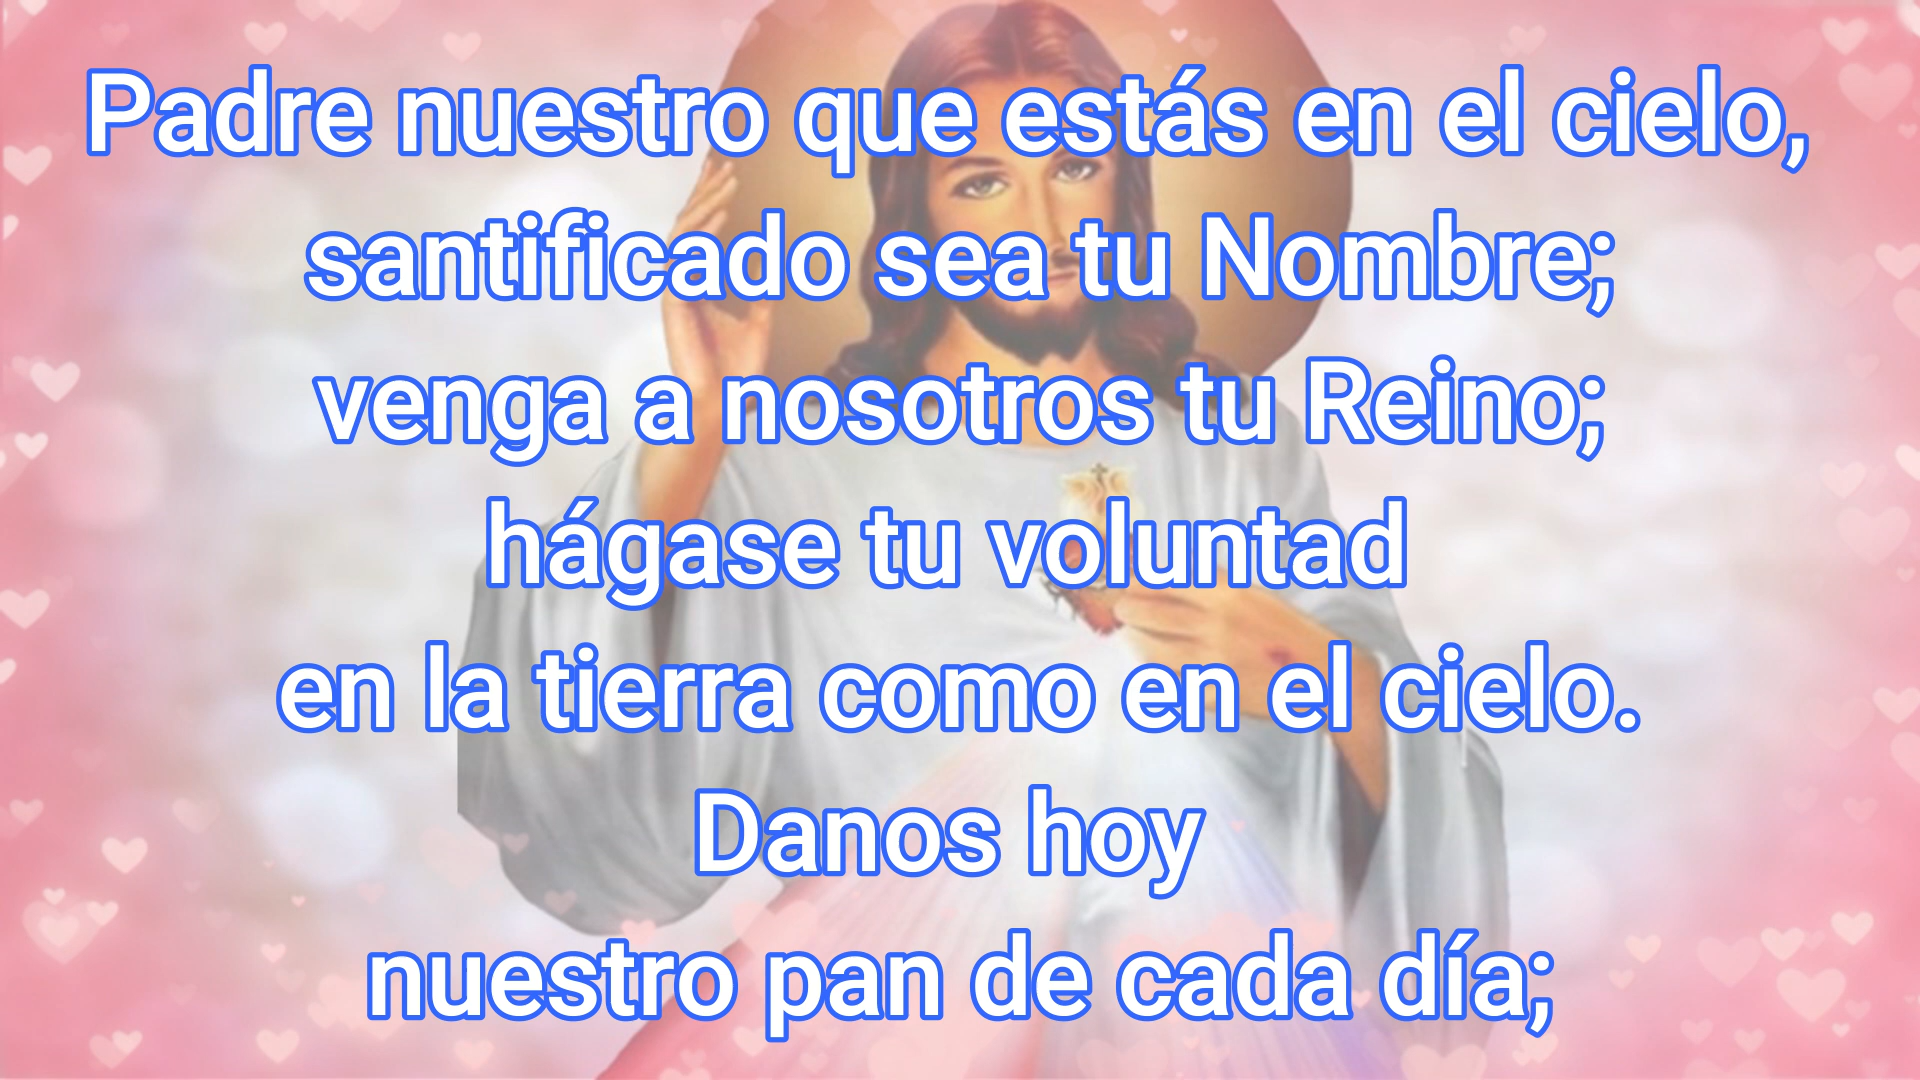 Padre nuestro que estás en el cielo,
santificado sea tu Nombre;
venga a nosotros tu Reino;
hágase tu voluntad
en la tierra como en el cielo.
Danos hoy
nuestro pan de cada día;